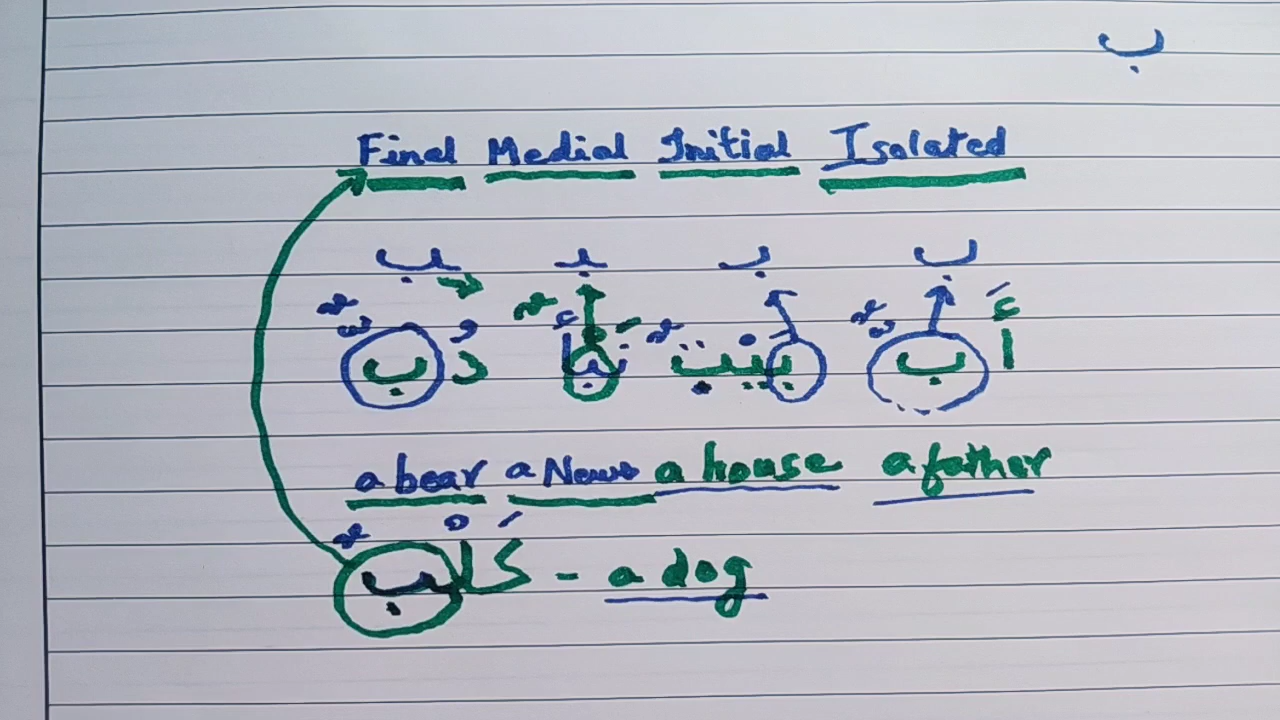 ب
Final Medial Initial Isolated
ب بـ ـبـ ـب
أَبٌّ بَيْتٌ نَبَأٌ دُبٌّ
a bear a News a house a father
كَلْبٌ - a dog